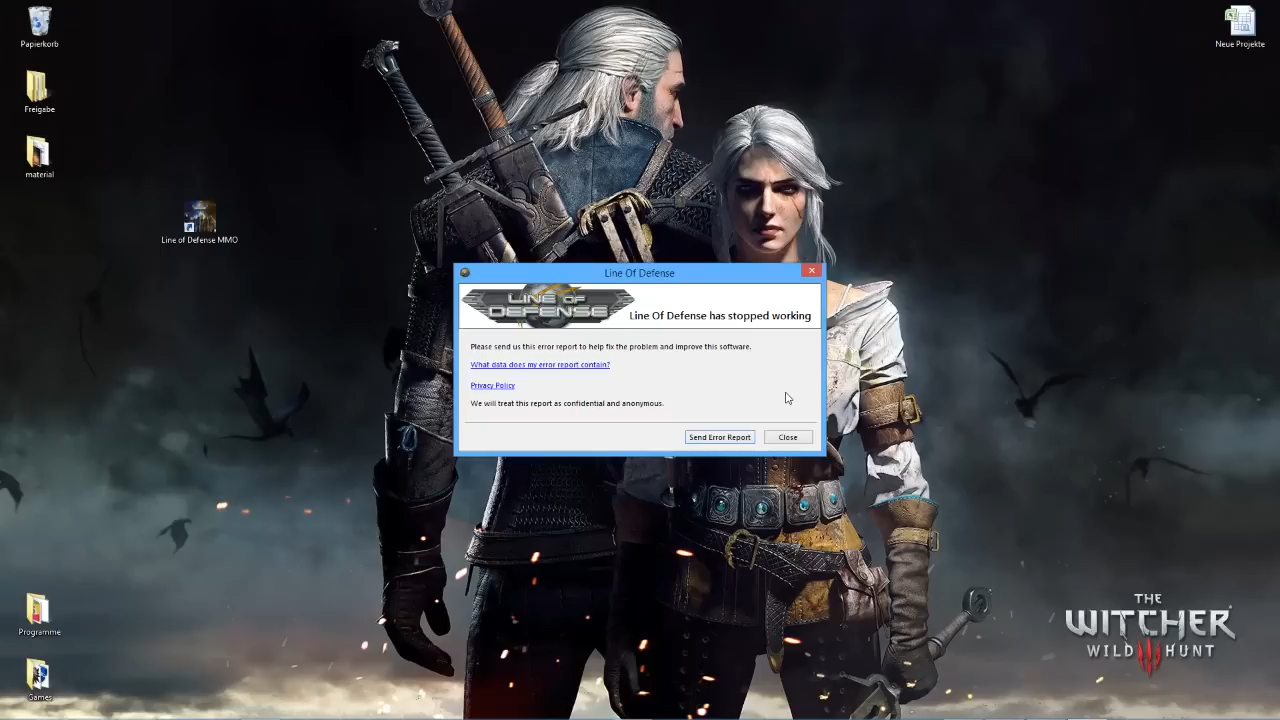 Papierkorb
Neue Projekte
Freigabe
material
Line of Defense MMO
Line Of Defense
LINE OF
DEFENSE
Line Of Defense has stopped working
Please send us this error report to help fix the problem and improve this software.
What data does my error report contain?
Privacy Policy
We will treat this report as confidential and anonymous.
Send Error Report
Close
Programme
Games
THE
WITCHER
WILD HUNT